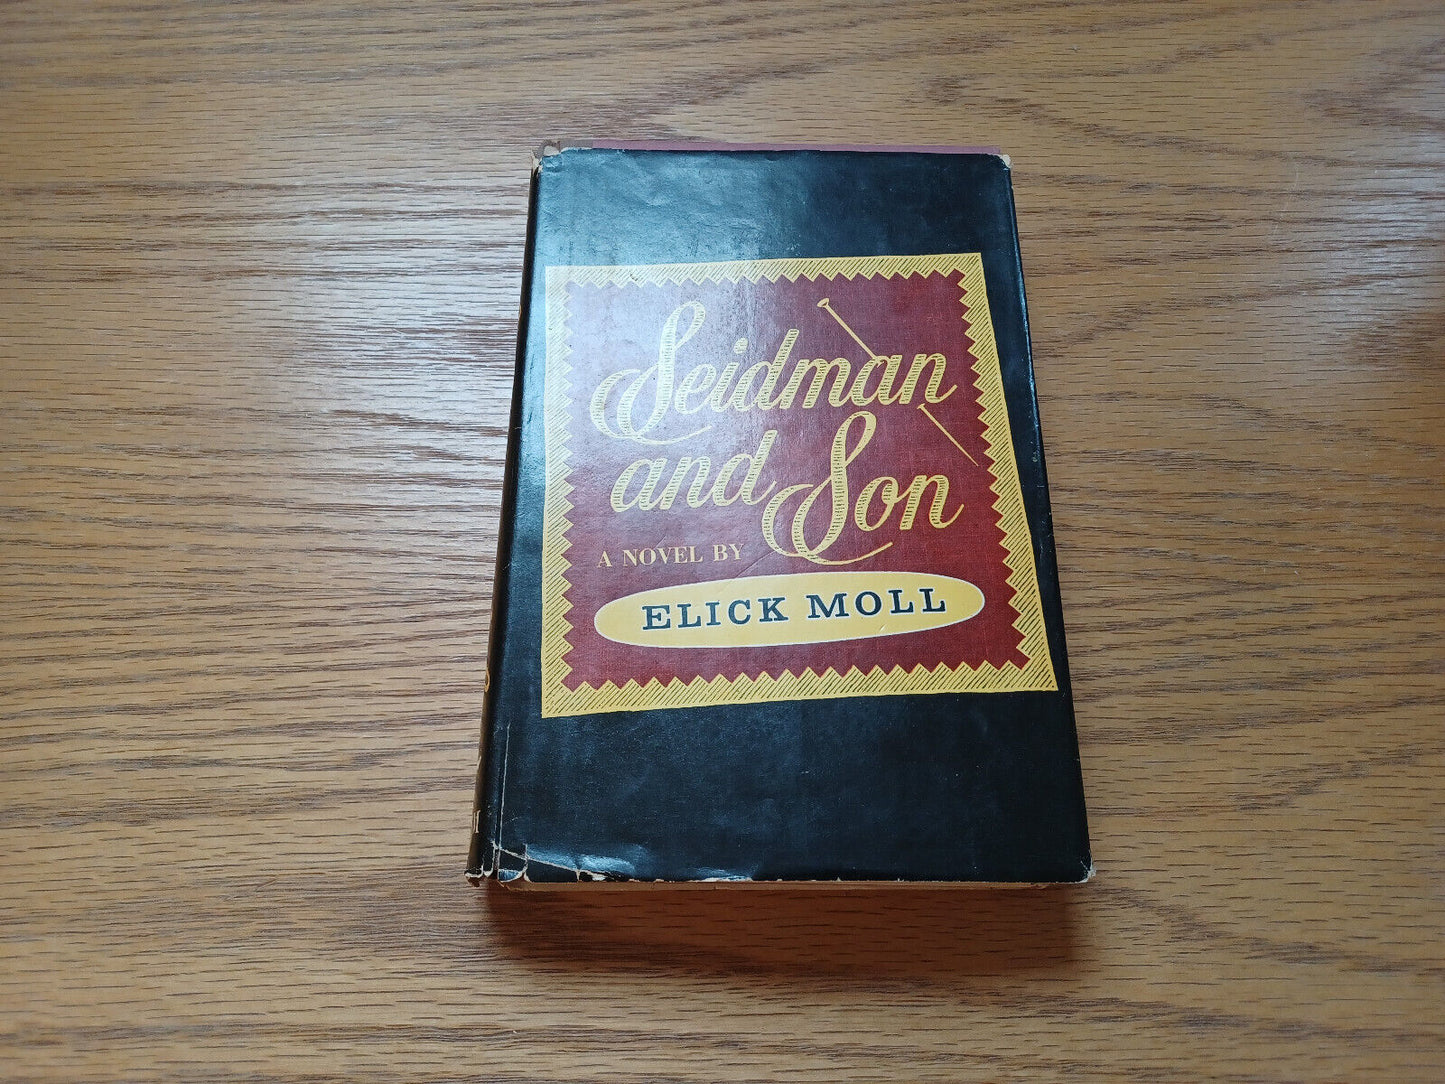 Seidman
and Son
A NOVEL BY
ELICK MOLL